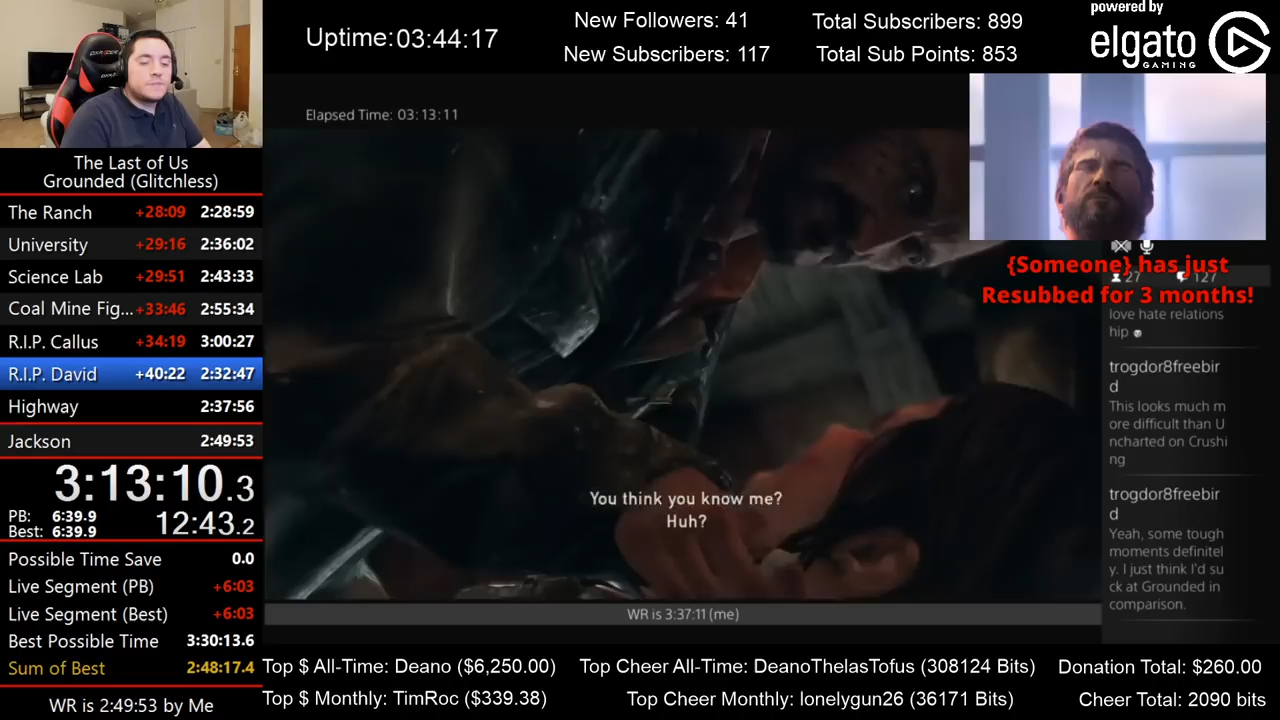 Uptime: 03:44:17
New Followers: 41
New Subscribers: 117
Total Subscribers: 899
Total Sub Points: 853
powered by
elgato
GAMING
Elapsed Time: 03:13:11
The Last of Us
Grounded (Glitchless)
The Ranch +28:09 2:28:59
University +29:16 2:36:02
Science Lab +29:51 2:43:33
Coal Mine Fig... +33:46 2:55:34
R.I.P. Callus +34:19 3:00:27
R.I.P. David +40:22 2:32:47
Highway 2:37:56
Jackson 2:49:53
3:13:10.3
PB: 6:39.9
Best: 6:39.9
12:43.2
Possible Time Save 0.0
Live Segment (PB) +6:03
Live Segment (Best) +6:03
Best Possible Time 3:30:13.6
Sum of Best 2:48:17.4
WR is 2:49:53 by Me
You think you know me?
Huh?
WR is 3:37:11 (me)
{Someone} has just
Resubbed for 3 months!
27 127
love hate relations
hip
trogdor8freebir
d
This looks much m
ore difficult than U
ncharted on Crushi
ng
trogdor8freebir
d
Yeah, some tough
moments definitel
y. I just think I'd su
ck at Grounded in
comparison.
Top $ All-Time: Deano ($6,250.00)
Top Cheer All-Time: DeanoThelasTofus (308124 Bits)
Donation Total: $260.00
Top $ Monthly: TimRoc ($339.38)
Top Cheer Monthly: lonelygun26 (36171 Bits)
Cheer Total: 2090 bits